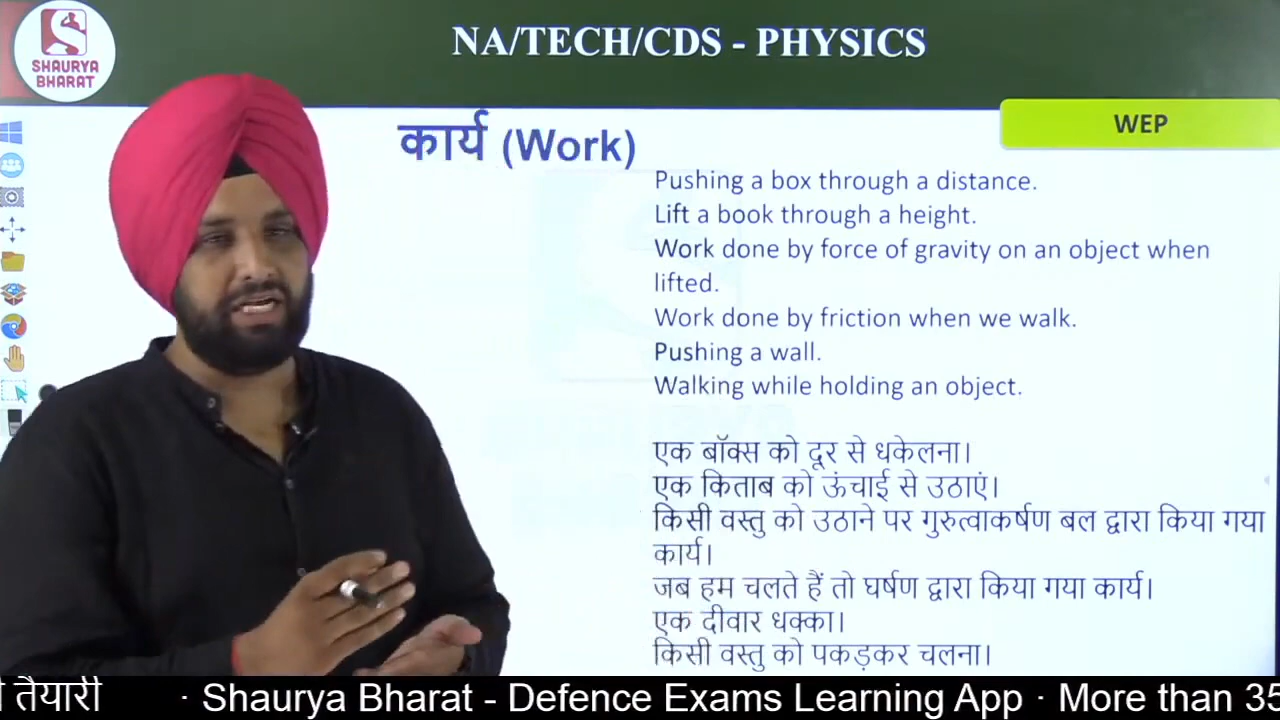 SHAURYA
BHARAT
NA/TECH/CDS - PHYSICS
WEP
कार्य (Work)
Pushing a box through a distance.
Lift a book through a height.
Work done by force of gravity on an object when
lifted.
Work done by friction when we walk.
Pushing a wall.
Walking while holding an object.
एक बॉक्स को दूर से धकेलना।
एक किताब को ऊंचाई से उठाएं।
किसी वस्तु को उठाने पर गुरुत्वाकर्षण बल द्वारा किया गया
कार्य।
जब हम चलते हैं तो घर्षण द्वारा किया गया कार्य।
एक दीवार धक्का।
किसी वस्तु को पकड़कर चलना।
तैयारी · Shaurya Bharat - Defence Exams Learning App · More than 35